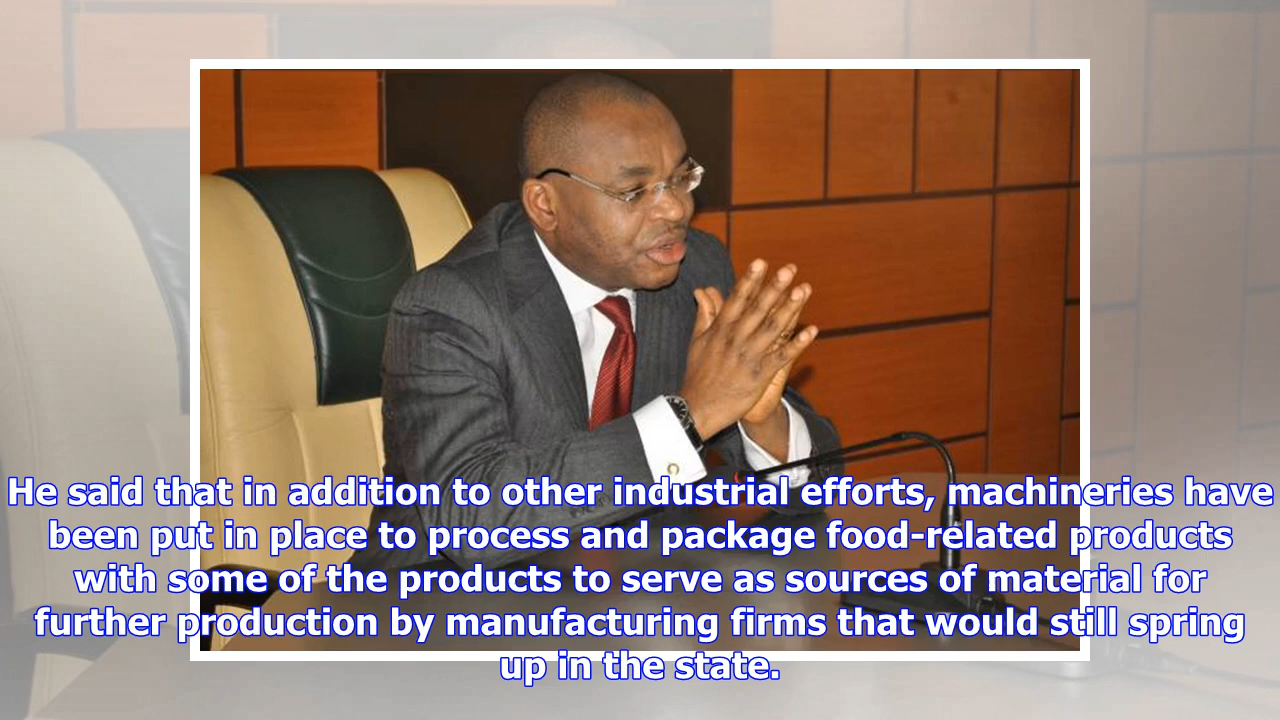 He said that in addition to other industrial efforts, machineries have
been put in place to process and package food-related products
with some of the products to serve as sources of material for
further production by manufacturing firms that would still spring
up in the state.